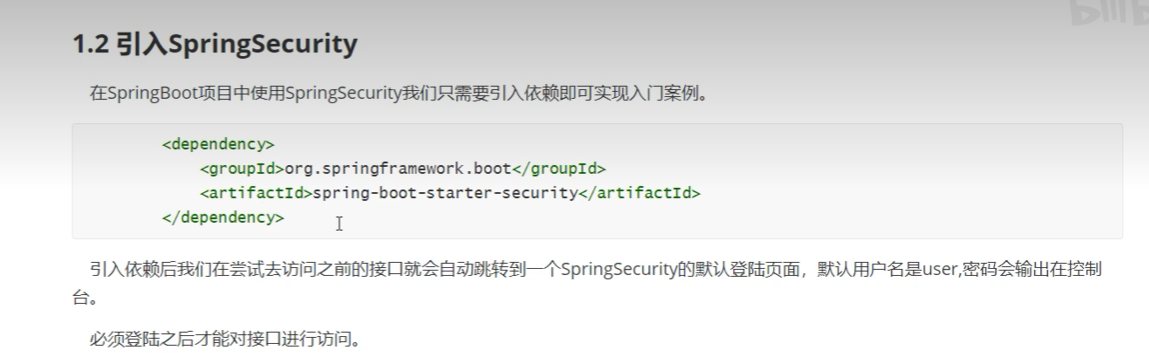 1.2 引入SpringSecurity
在SpringBoot项目中使用SpringSecurity我们只需要引入依赖即可实现入门案例。
<dependency>
<groupId>org.springframework.boot</groupId>
<artifactId>spring-boot-starter-security</artifactId>
</dependency>
引入依赖后我们在尝试去访问之前的接口就会自动跳转到一个SpringSecurity的默认登陆页面，默认用户名是user,密码会输出在控制
台。
必须登陆之后才能对接口进行访问。